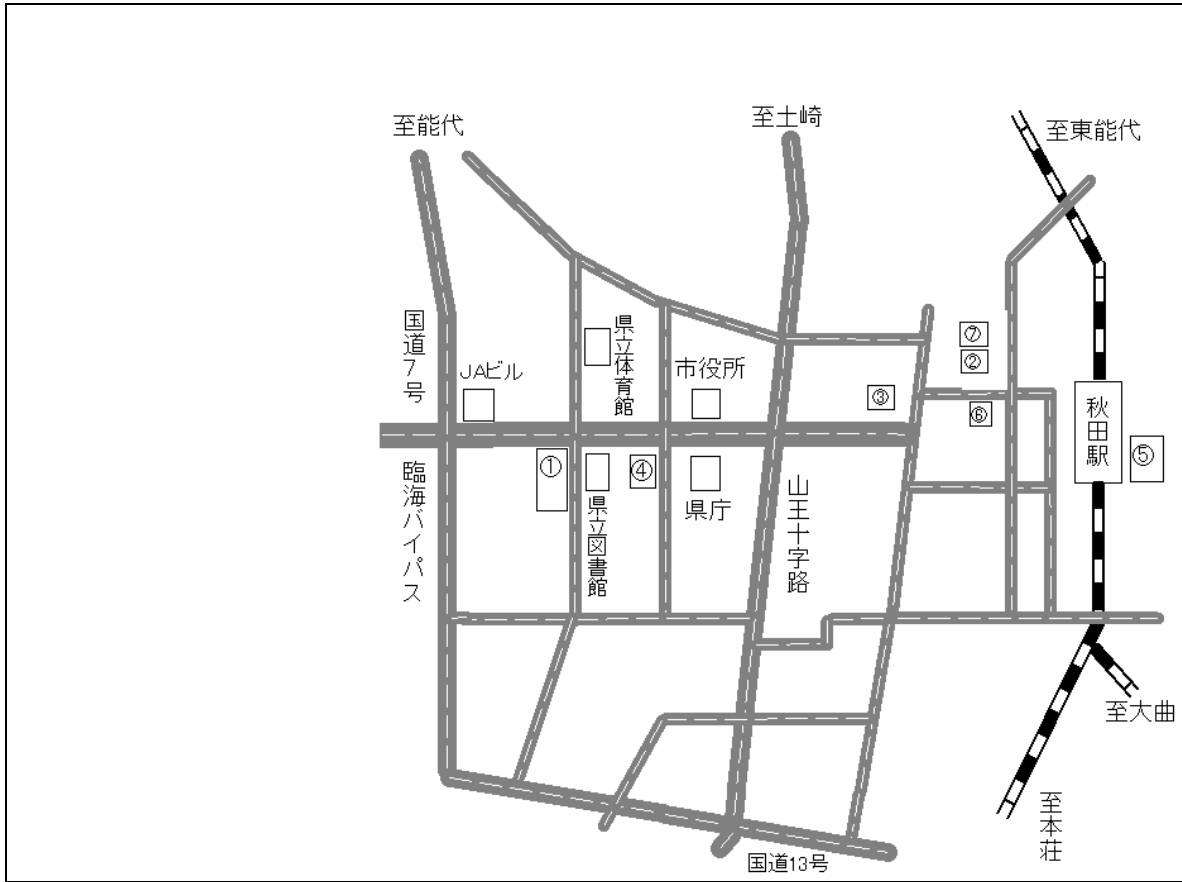 至能代
至土崎
至東能代
国道7号
JAビル
県立体育館
市役所
⑦
②
③
⑥
秋田駅
⑤
臨海バイパス
①
県立図書館
④
県庁
山王十字路
至大曲
至本荘
国道13号